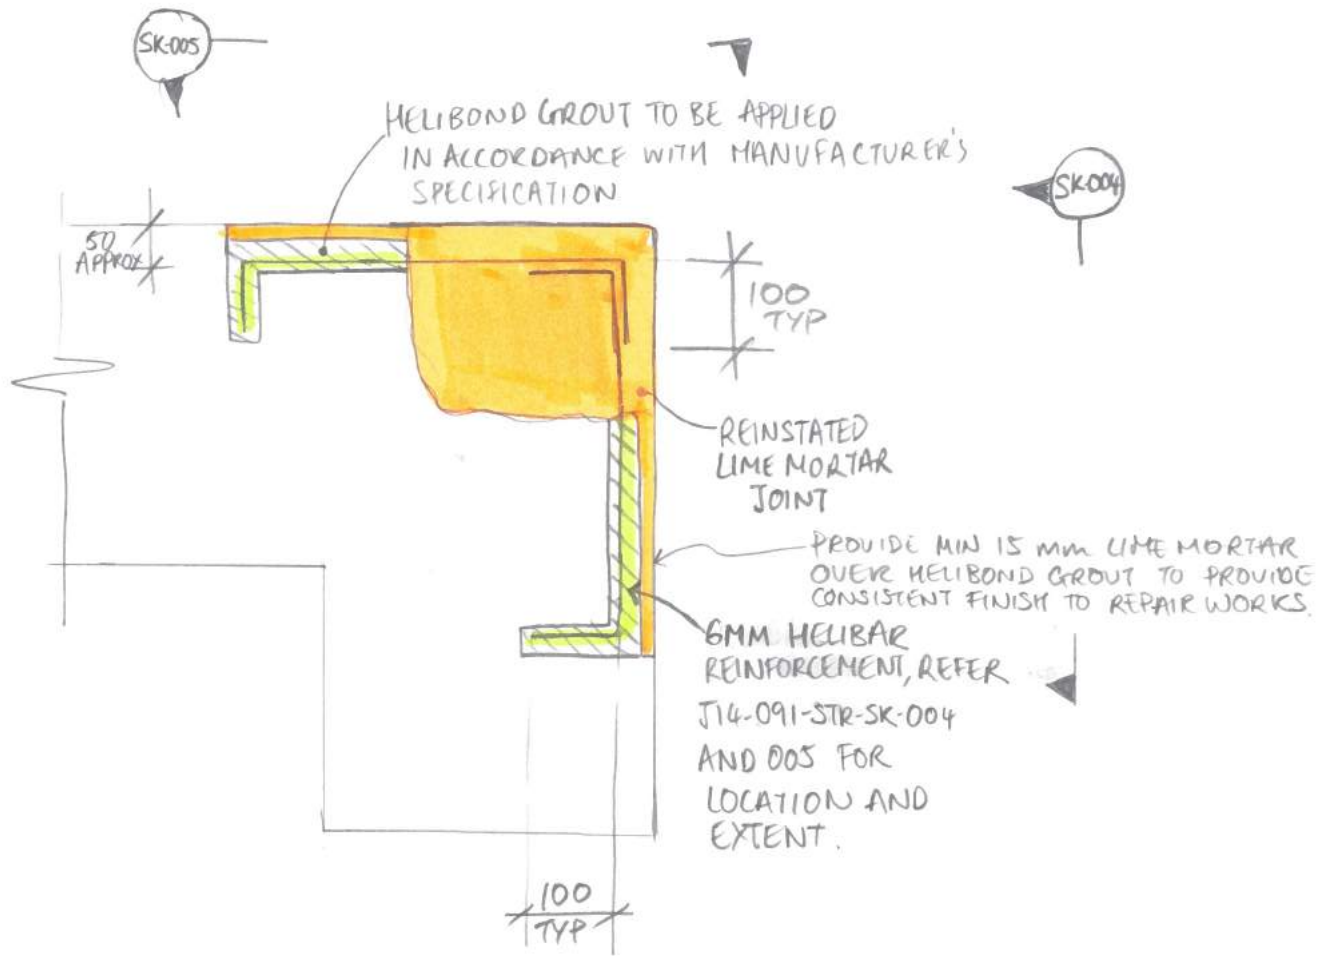 SK-005
HELIBOND GROUT TO BE APPLIED
IN ACCORDANCE WITH MANUFACTURER'S
SPECIFICATION
SK-004
50
APPROX
100
TYP
REINSTATED
LIME MORTAR
JOINT
PROVIDE MIN 15 mm LIME MORTAR
OVER HELIBOND GROUT TO PROVIDE
CONSISTENT FINISH TO REPAIR WORKS.
6MM HELIBAR
REINFORCEMENT, REFER
J14-091-STR-SK-004
AND 005 FOR
LOCATION AND
EXTENT.
100
TYP